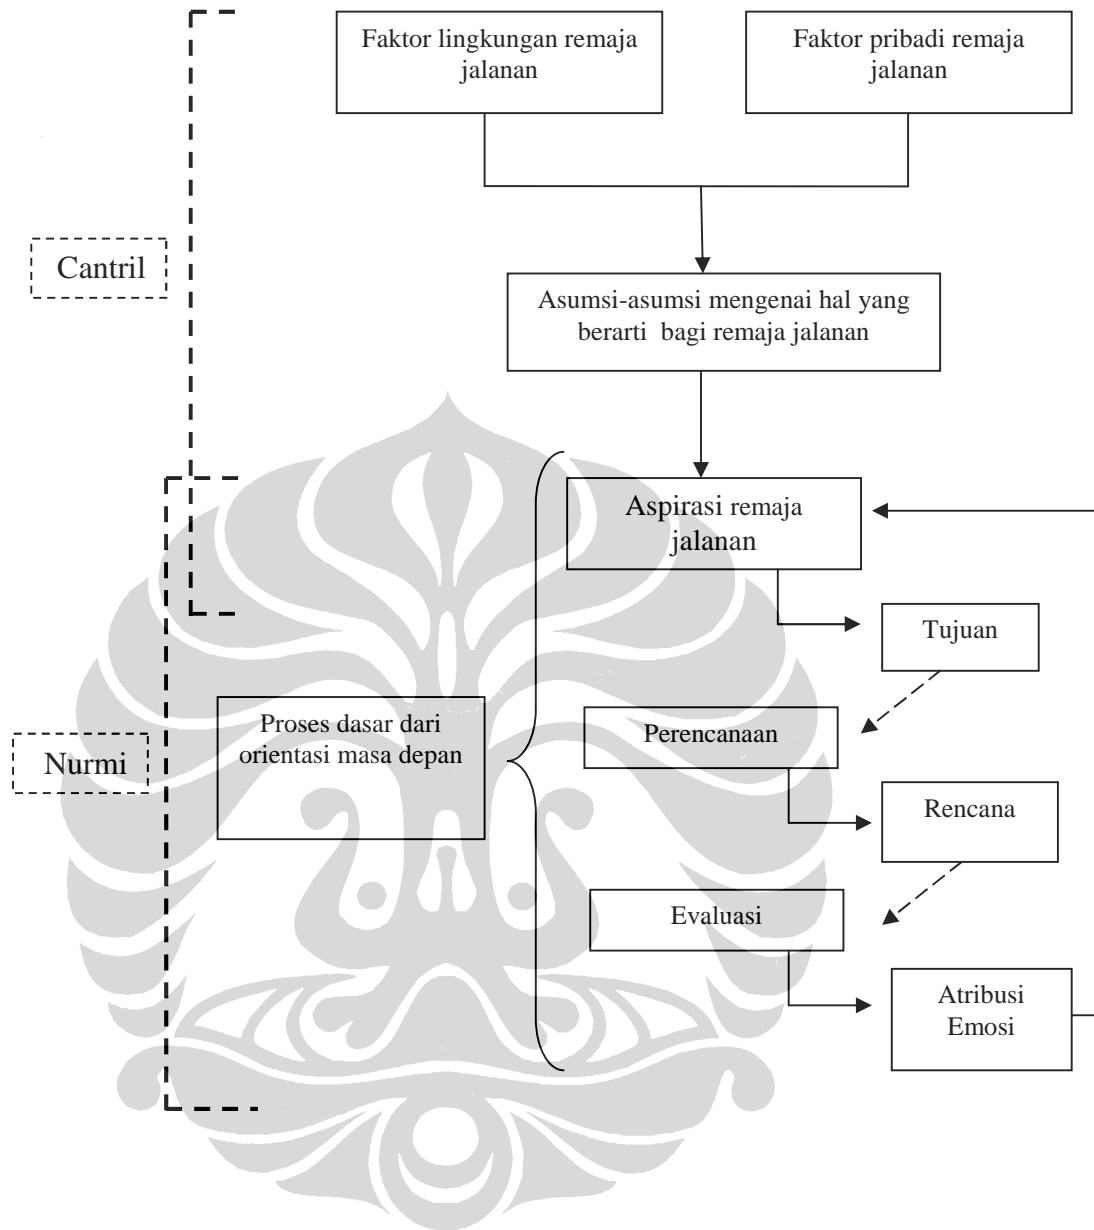 Faktor lingkungan remaja
jalanan
Faktor pribadi remaja
jalanan
Cantril
Asumsi-asumsi mengenai hal yang
berarti  bagi remaja jalanan
Aspirasi remaja
jalanan
Tujuan
Nurmi
Proses dasar dari
orientasi masa depan
Perencanaan
Rencana
Evaluasi
Atribusi
Emosi